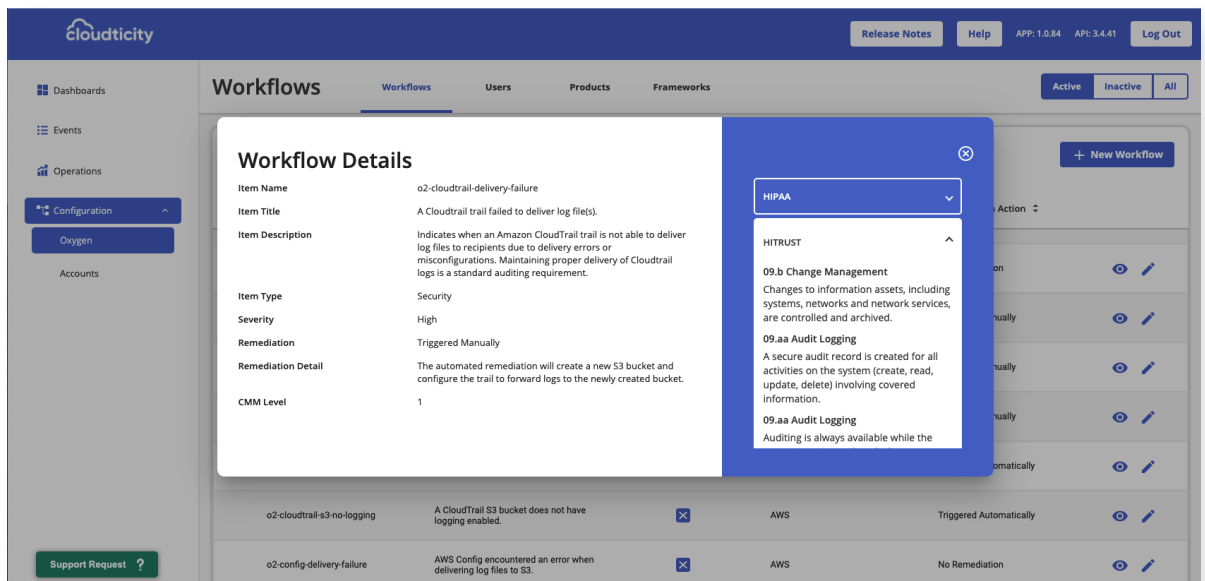 cloudticity
Release Notes
Help
APP: 1.0.84
API: 3.4.41
Log Out
Dashboards
Events
Operations
Configuration
Oxygen
Accounts
Support Request ?
Workflows
Workflows
Users
Products
Frameworks
Active
Inactive
All
+ New Workflow
Action
Workflow Details
Item Name
o2-cloudtrail-delivery-failure
Item Title
A Cloudtrail trail failed to deliver log file(s).
Item Description
Indicates when an Amazon CloudTrail trail is not able to deliver
log files to recipients due to delivery errors or
misconfigurations. Maintaining proper delivery of Cloudtrail
logs is a standard auditing requirement.
Item Type
Security
Severity
High
Remediation
Triggered Manually
Remediation Detail
The automated remediation will create a new S3 bucket and
configure the trail to forward logs to the newly created bucket.
CMM Level
1
HIPAA
HITRUST
09.b Change Management
Changes to information assets, including
systems, networks and network services,
are controlled and archived.
09.aa Audit Logging
A secure audit record is created for all
activities on the system (create, read,
update, delete) involving covered
information.
09.aa Audit Logging
Auditing is always available while the
o2-cloudtrail-s3-no-logging
A CloudTrail S3 bucket does not have
logging enabled.
AWS
Triggered Automatically
o2-config-delivery-failure
AWS Config encountered an error when
delivering log files to S3.
AWS
No Remediation